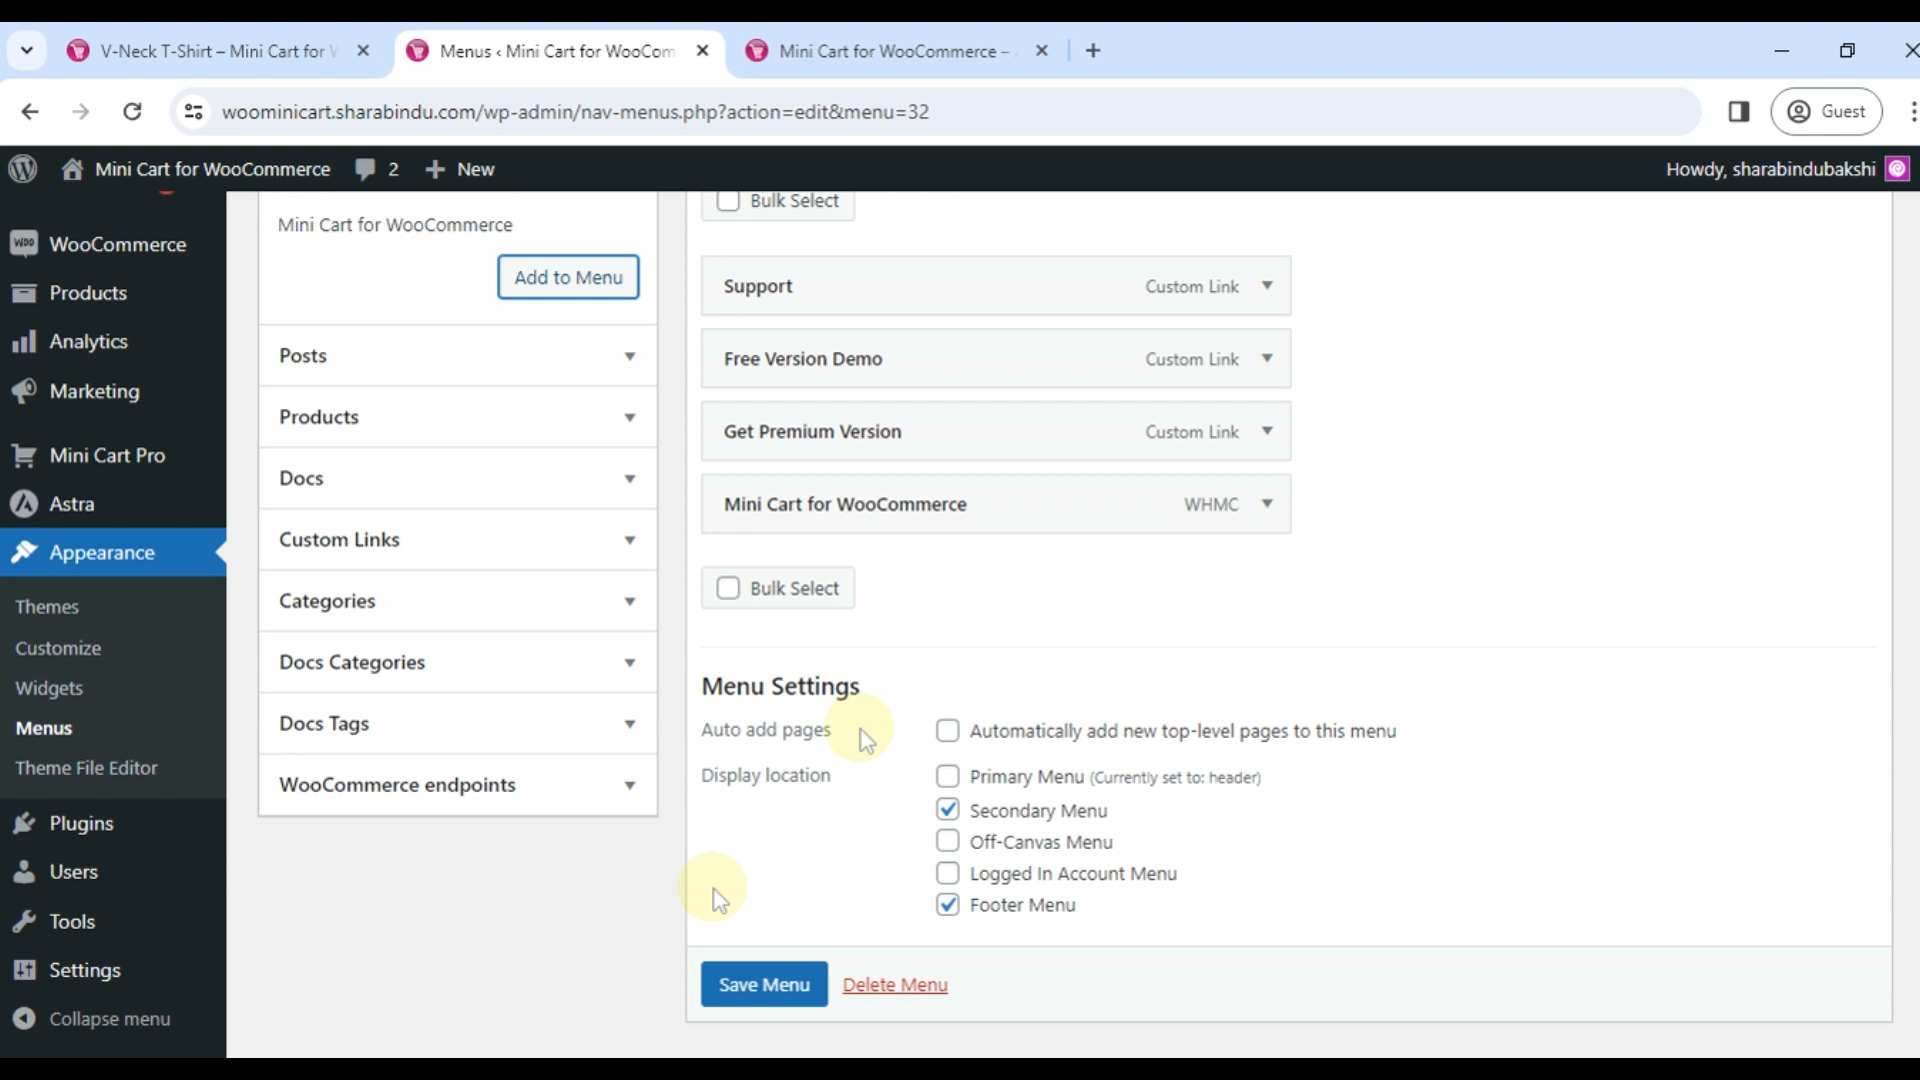 V-Neck T-Shirt – Mini Cart for
Menus ‹ Mini Cart for WooCom
Mini Cart for WooCommerce –
woominicart.sharabindu.com/wp-admin/nav-menus.php?action=edit&menu=32
Guest
Mini Cart for WooCommerce
2
New
Howdy, sharabindubakshi
WooCommerce
Products
Analytics
Marketing
Mini Cart Pro
Astra
Appearance
Themes
Customize
Widgets
Menus
Theme File Editor
Plugins
Users
Tools
Settings
Collapse menu
Mini Cart for WooCommerce
Add to Menu
Posts
Products
Docs
Custom Links
Categories
Docs Categories
Docs Tags
WooCommerce endpoints
Bulk Select
Support Custom Link
Free Version Demo Custom Link
Get Premium Version Custom Link
Mini Cart for WooCommerce WHMC
Bulk Select
Menu Settings
Auto add pages Automatically add new top-level pages to this menu
Display location Primary Menu (Currently set to: header)
Secondary Menu
Off-Canvas Menu
Logged In Account Menu
Footer Menu
Save Menu Delete Menu